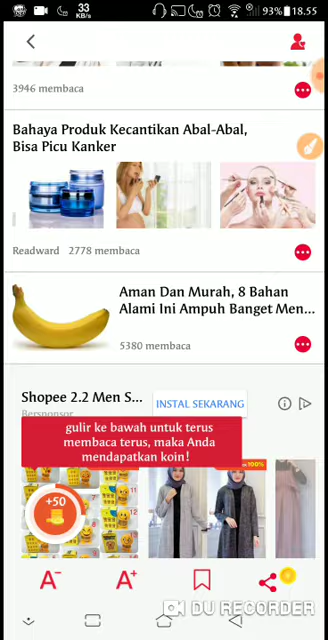 33
KB/s
93% 18.55
3946 membaca
Bahaya Produk Kecantikan Abal-Abal,
Bisa Picu Kanker
Readward 2778 membaca
Aman Dan Murah, 8 Bahan
Alami Ini Ampuh Banget Men...
5380 membaca
Shopee 2.2 Men S...
INSTAL SEKARANG
Bersponsor
gulir ke bawah untuk terus
membaca terus, maka Anda
mendapatkan koin!
100%
+50
A-
A+
DU RECORDER